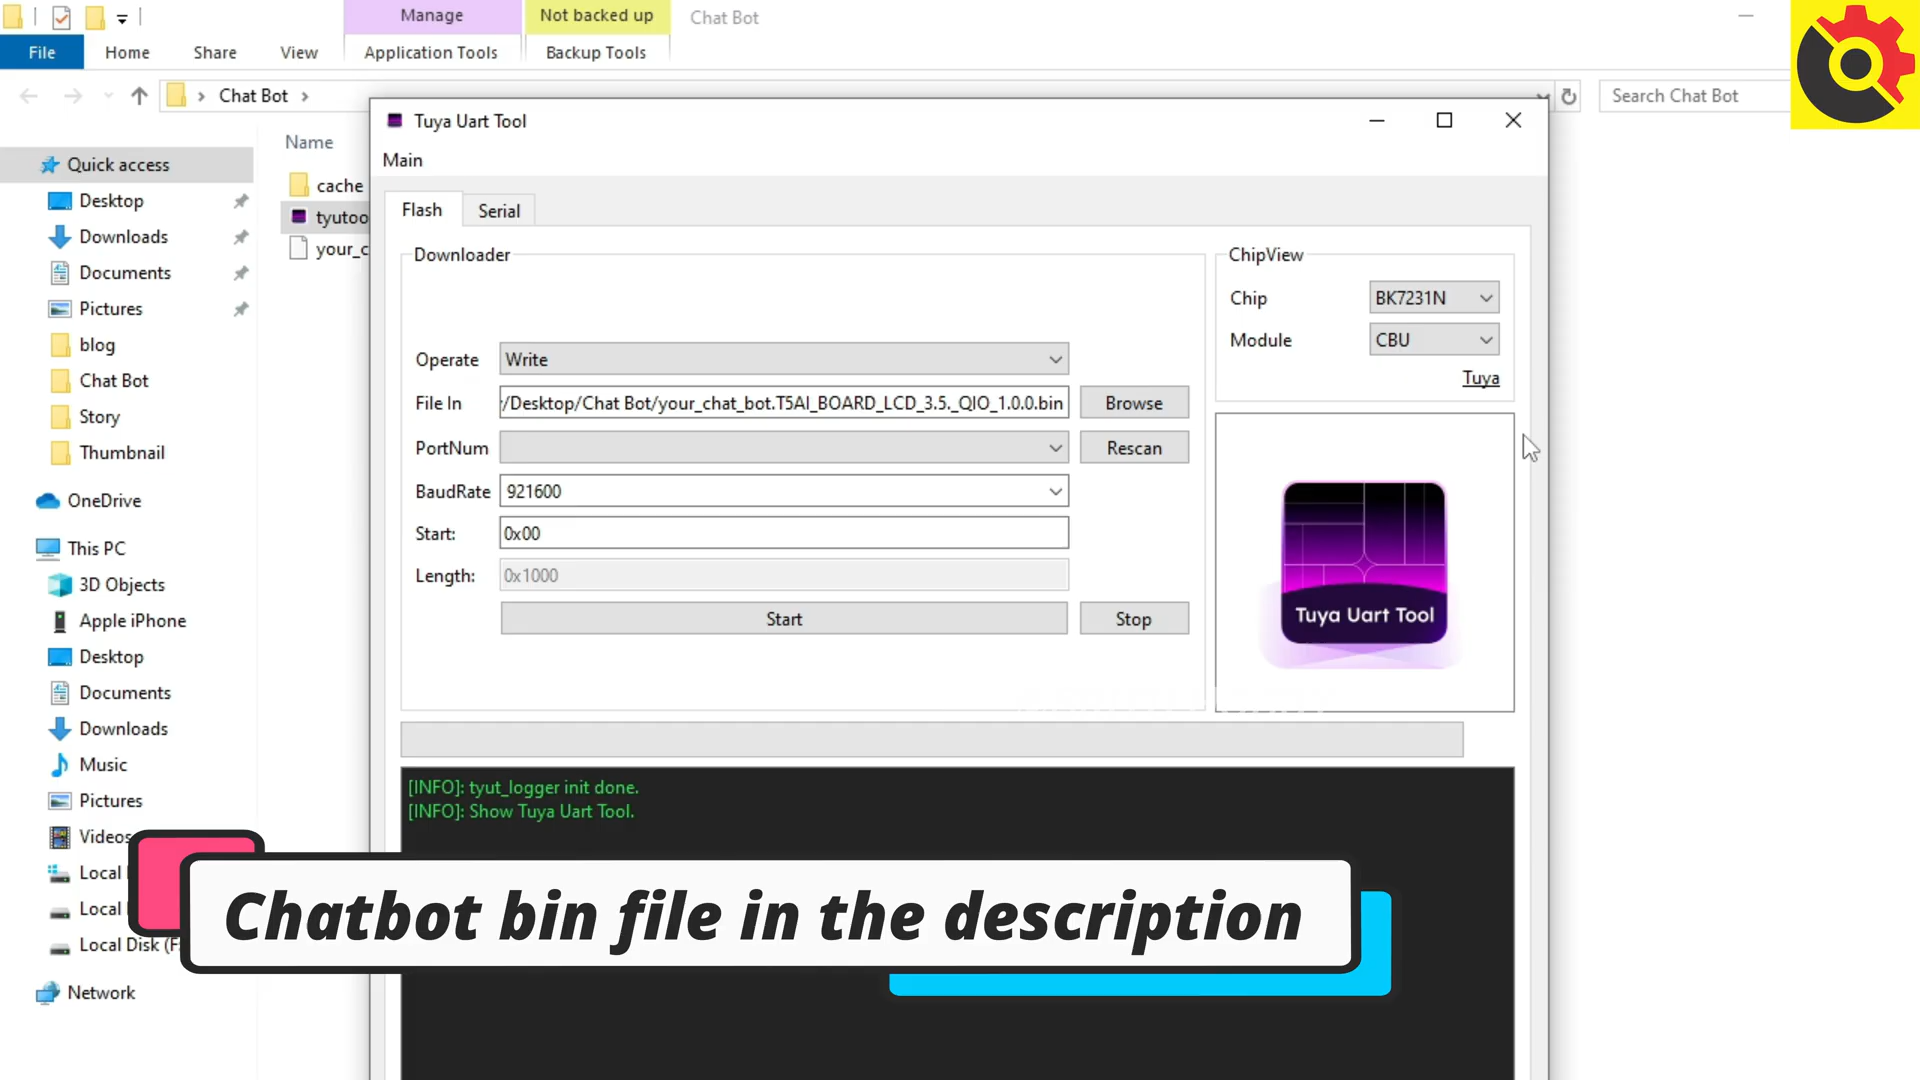 Manage
Not backed up
Chat Bot
File
Home
Share
View
Application Tools
Backup Tools
Chat Bot
Search Chat Bot
Quick access
Desktop
Downloads
Documents
Pictures
blog
Chat Bot
Story
Thumbnail
OneDrive
This PC
3D Objects
Apple iPhone
Desktop
Documents
Downloads
Music
Pictures
Videos
Local
Local
Local Disk (F
Network
Name
cache
tyutoo
your_c
Tuya Uart Tool
Main
Flash
Serial
Downloader
Operate
Write
File In
/Desktop/Chat Bot/your_chat_bot.T5AI_BOARD_LCD_3.5._QIO_1.0.0.bin
Browse
PortNum
Rescan
BaudRate
921600
Start:
0x00
Length:
0x1000
Start
Stop
ChipView
Chip
BK7231N
Module
CBU
Tuya
Tuya Uart Tool
[INFO]: tyut_logger init done.
[INFO]: Show Tuya Uart Tool.
Chatbot bin file in the description